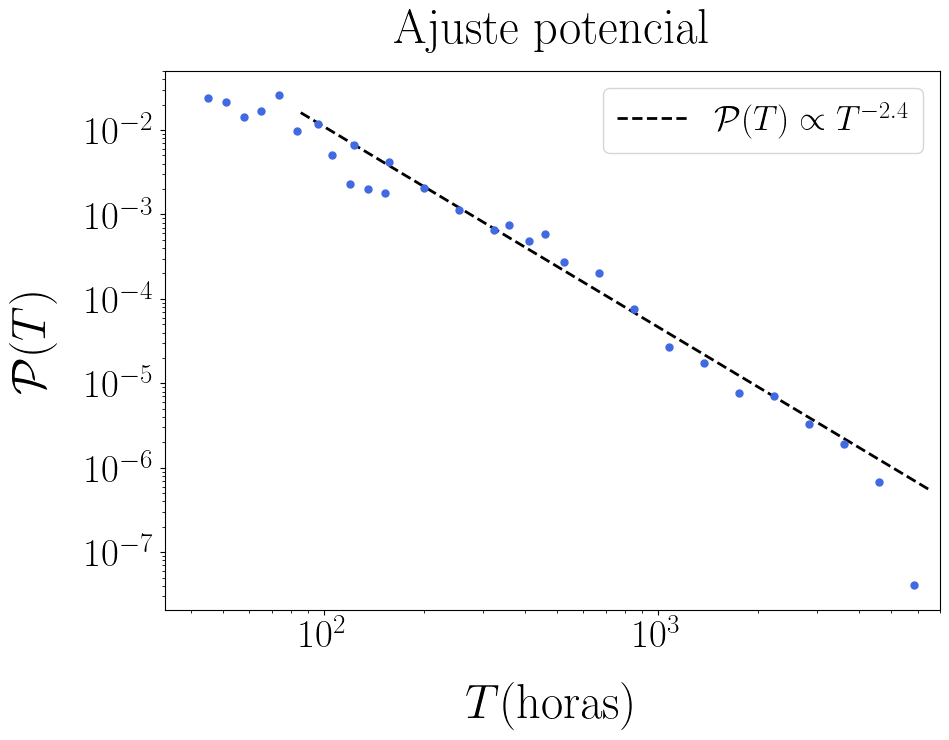 Ajuste potencial
𝒫(T) ∝ T^{-2.4}
𝒫(T)
10^{-2}
10^{-3}
10^{-4}
10^{-5}
10^{-6}
10^{-7}
10^{2} 10^{3}
T(horas)